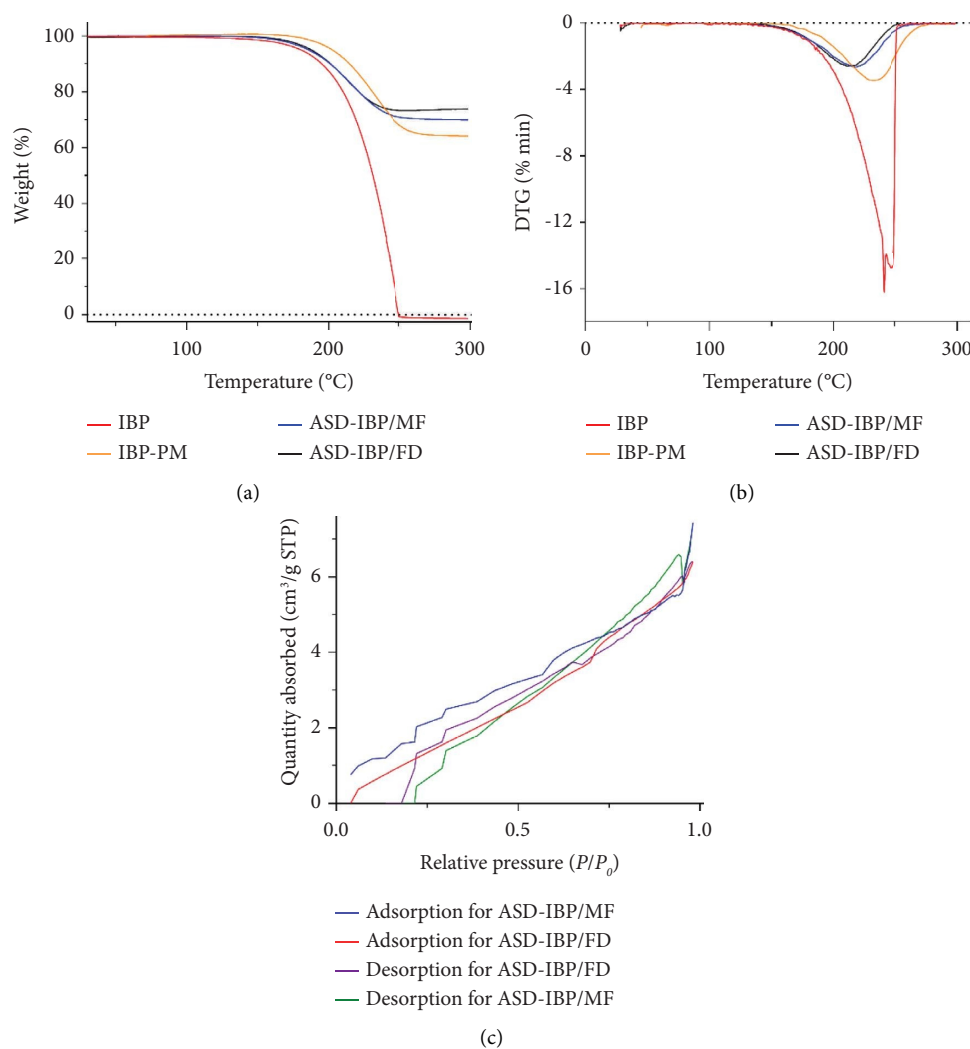 100
80
60
40
20
0
Weight (%)
100
200
300
Temperature (°C)
IBP
IBP-PM
ASD-IBP/MF
ASD-IBP/FD
(a)
0
-4
-8
-12
-16
DTG (% min)
0
100
200
300
Temperature (°C)
IBP
IBP-PM
ASD-IBP/MF
ASD-IBP/FD
(b)
6
4
2
0
Quantity absorbed (cm³/g STP)
0.0
0.5
1.0
Relative pressure (P/P₀)
Adsorption for ASD-IBP/MF
Adsorption for ASD-IBP/FD
Desorption for ASD-IBP/FD
Desorption for ASD-IBP/MF
(c)